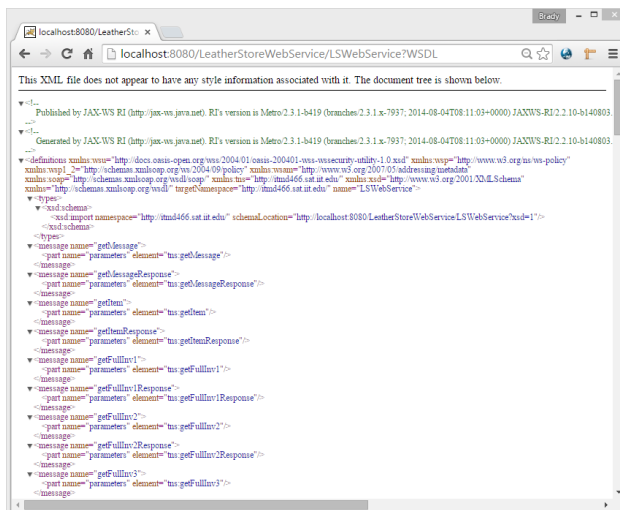 Brady
localhost:8080/LeatherSto ×
localhost:8080/LeatherStoreWebService/LSWebService?WSDL
This XML file does not appear to have any style information associated with it. The document tree is shown below.
▼<!--
Published by JAX-WS RI (http://jax-ws.java.net). RI's version is Metro/2.3.1-b419 (branches/2.3.1.x-7937; 2014-08-04T08:11:03+0000) JAXWS-RI/2.2.10-b140803.
-->
▼<!--
Generated by JAX-WS RI (http://jax-ws.java.net). RI's version is Metro/2.3.1-b419 (branches/2.3.1.x-7937; 2014-08-04T08:11:03+0000) JAXWS-RI/2.2.10-b140803.
-->
▼<definitions xmlns:wsu="http://docs.oasis-open.org/wss/2004/01/oasis-200401-wss-wssecurity-utility-1.0.xsd" xmlns:wsp="http://www.w3.org/ns/ws-policy"
xmlns:wsp1_2="http://schemas.xmlsoap.org/ws/2004/09/policy" xmlns:wsam="http://www.w3.org/2007/05/addressing/metadata"
xmlns:soap="http://schemas.xmlsoap.org/wsdl/soap/" xmlns:tns="http://itmd466.sat.iit.edu/" xmlns:xsd="http://www.w3.org/2001/XMLSchema"
xmlns="http://schemas.xmlsoap.org/wsdl/" targetNamespace="http://itmd466.sat.iit.edu/" name="LSWebService">
▼<types>
▼<xsd:schema>
<xsd:import namespace="http://itmd466.sat.iit.edu/" schemaLocation="http://localhost:8080/LeatherStoreWebService/LSWebService?xsd=1"/>
</xsd:schema>
</types>
▼<message name="getMessage">
<part name="parameters" element="tns:getMessage"/>
</message>
▼<message name="getMessageResponse">
<part name="parameters" element="tns:getMessageResponse"/>
</message>
▼<message name="getItem">
<part name="parameters" element="tns:getItem"/>
</message>
▼<message name="getItemResponse">
<part name="parameters" element="tns:getItemResponse"/>
</message>
▼<message name="getFullInv1">
<part name="parameters" element="tns:getFullInv1"/>
</message>
▼<message name="getFullInv1Response">
<part name="parameters" element="tns:getFullInv1Response"/>
</message>
▼<message name="getFullInv2">
<part name="parameters" element="tns:getFullInv2"/>
</message>
▼<message name="getFullInv2Response">
<part name="parameters" element="tns:getFullInv2Response"/>
</message>
▼<message name="getFullInv3">
<part name="parameters" element="tns:getFullInv3"/>
</message>